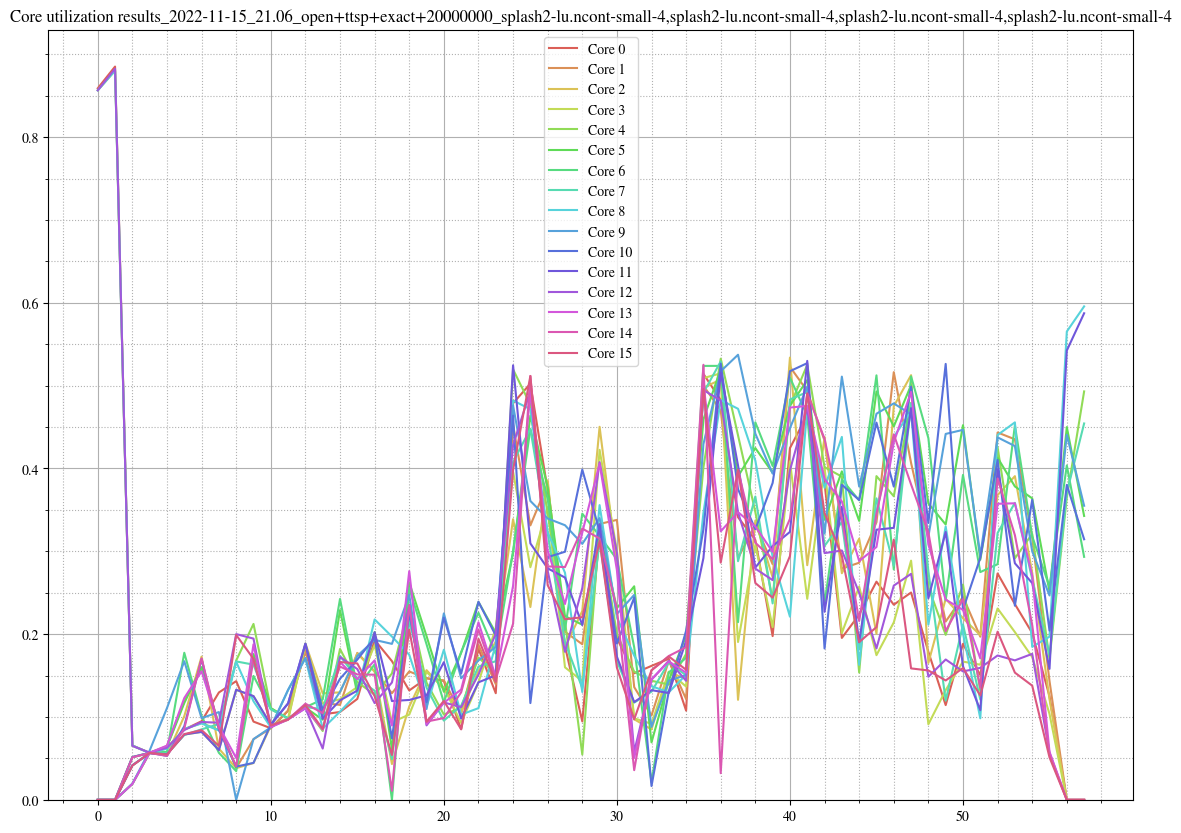 Core utilization results_2022-11-15_21.06_open+ttsp+exact+20000000_splash2-lu.ncont-small-4,splash2-lu.ncont-small-4,splash2-lu.ncont-small-4,splash2-lu.ncont-small-4
Core 0
Core 1
Core 2
Core 3
Core 4
Core 5
Core 6
Core 7
Core 8
Core 9
Core 10
Core 11
Core 12
Core 13
Core 14
Core 15
0.8
0.6
0.4
0.2
0.0
0 10 20 30 40 50